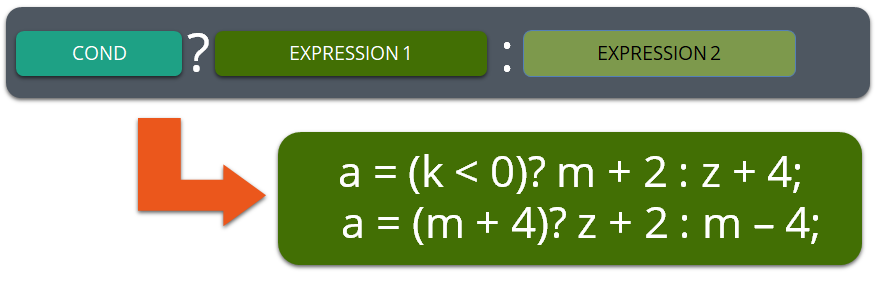 COND ? EXPRESSION 1 : EXPRESSION 2
a = (k < 0)? m + 2 : z + 4;
a = (m + 4)? z + 2 : m – 4;